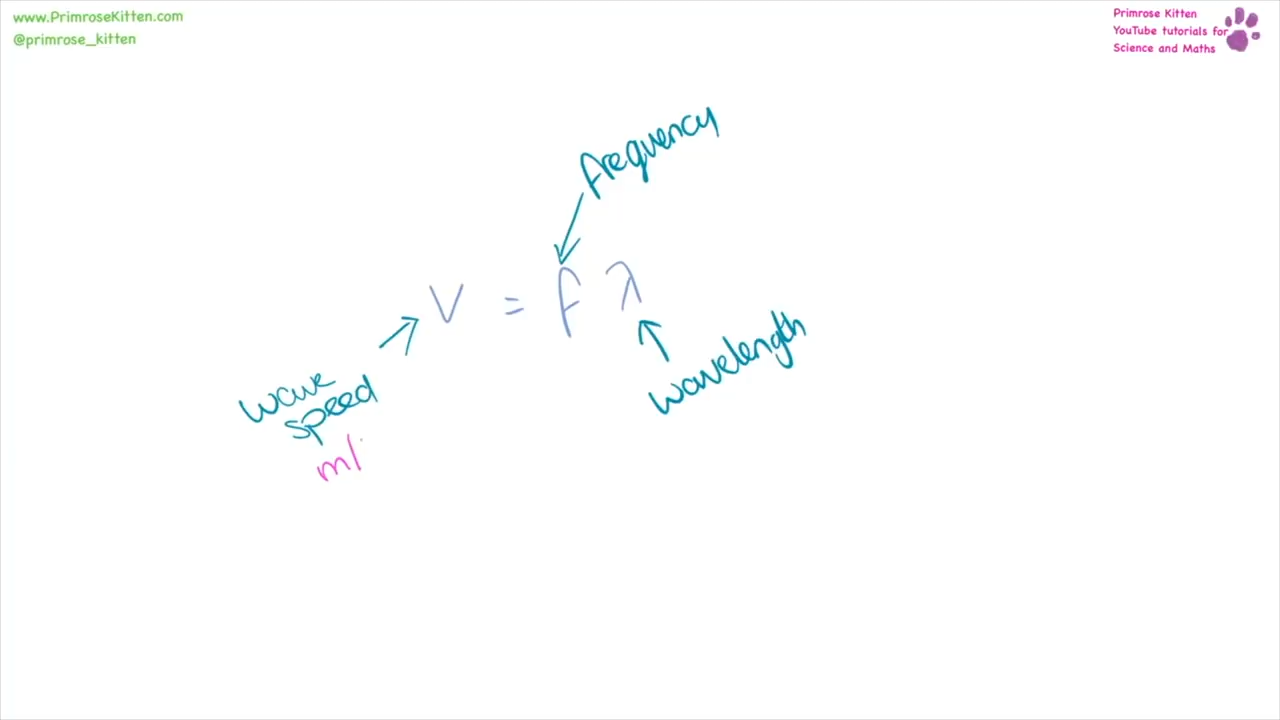 www.PrimroseKitten.com
@primrose_kitten
Primrose Kitten
YouTube tutorials for
Science and Maths
frequency
V = f λ
wavelength
wave
speed
m/